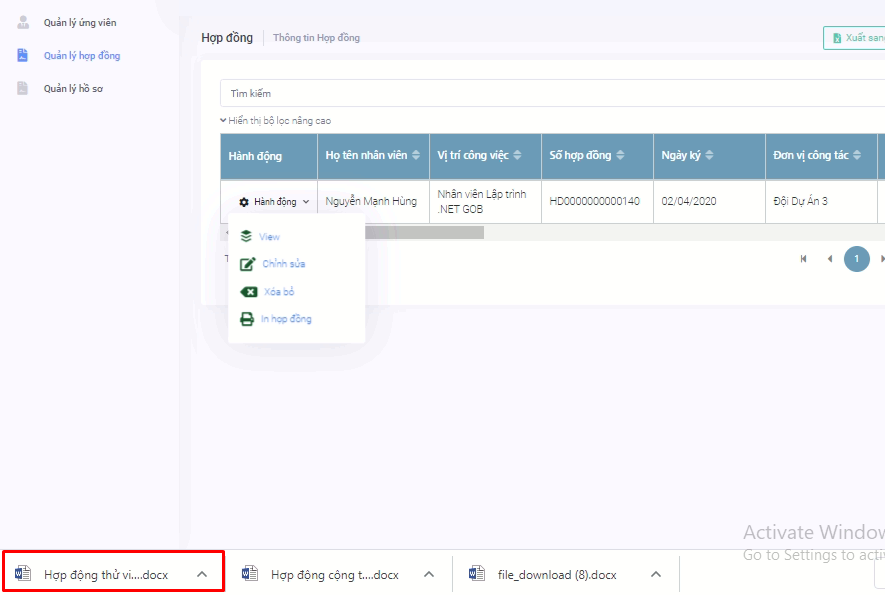 Quản lý ứng viên
Quản lý hợp đồng
Quản lý hồ sơ
Hợp đồng
Thông tin Hợp đồng
Xuất san
Tìm kiếm
Hiển thị bộ lọc nâng cao
Hành động Họ tên nhân viên Vị trí công việc Số hợp đồng Ngày ký Đơn vị công tác
Hành động Nguyễn Mạnh Hùng Nhân viên Lập trình .NET GOB HD0000000000140 02/04/2020 Đội Dự Án 3
View
Chỉnh sửa
Xóa bỏ
In hợp đồng
1
Activate Window
Go to Settings to acti
Hợp động thử vi....docx
Hợp động cộng t....docx
file_download (8).docx